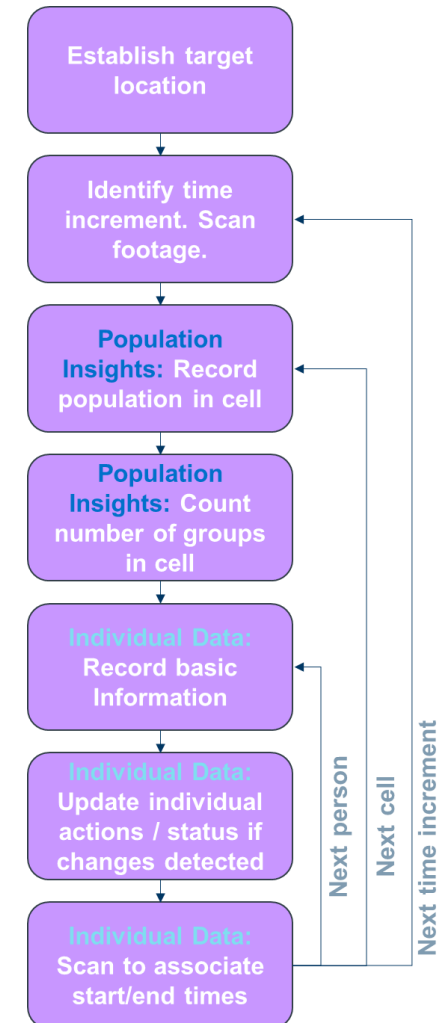 Establish target
location
Identify time
increment. Scan
footage.
Population
Insights: Record
population in cell
Population
Insights: Count
number of groups
in cell
Individual Data:
Record basic
Information
Individual Data:
Update individual
actions / status if
changes detected
Individual Data:
Scan to associate
start/end times
Next person
Next cell
Next time increment